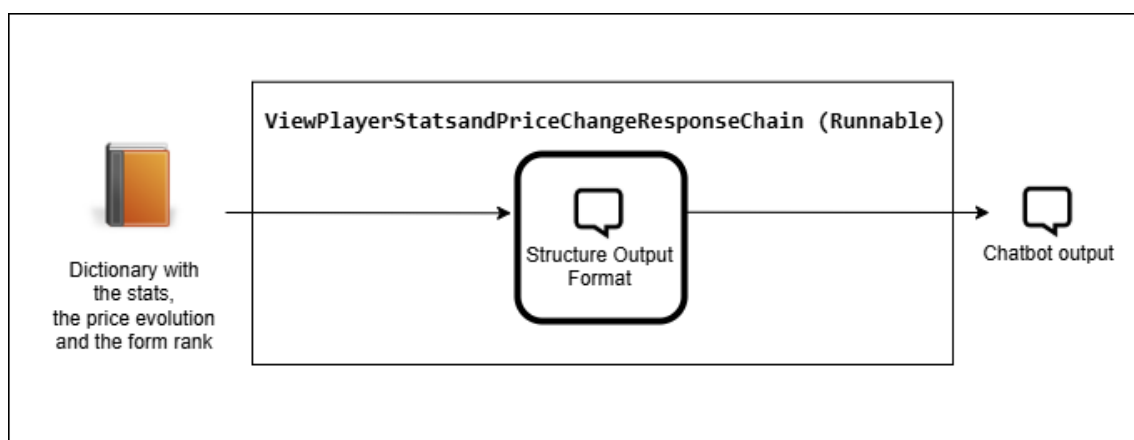 ViewPlayerStatsandPriceChangeResponseChain (Runnable)
Dictionary with
the stats,
the price evolution
and the form rank
Structure Output
Format
Chatbot output